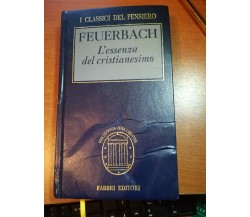 I CLASSICI DEL PENSIERO
FEUERBACH
L'essenza
del cristianesimo
FABBRI EDITORI